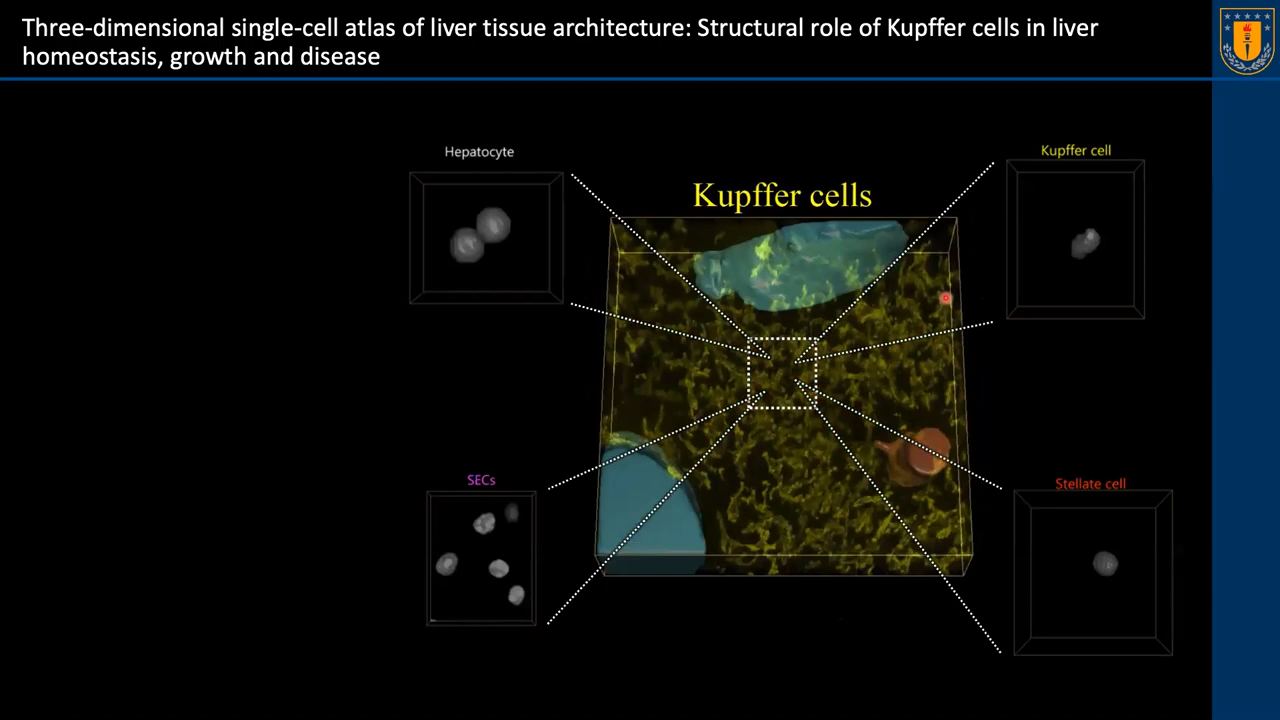 Three-dimensional single-cell atlas of liver tissue architecture: Structural role of Kupffer cells in liver
homeostasis, growth and disease
Hepatocyte
Kupffer cell
Kupffer cells
SECs
Stellate cell